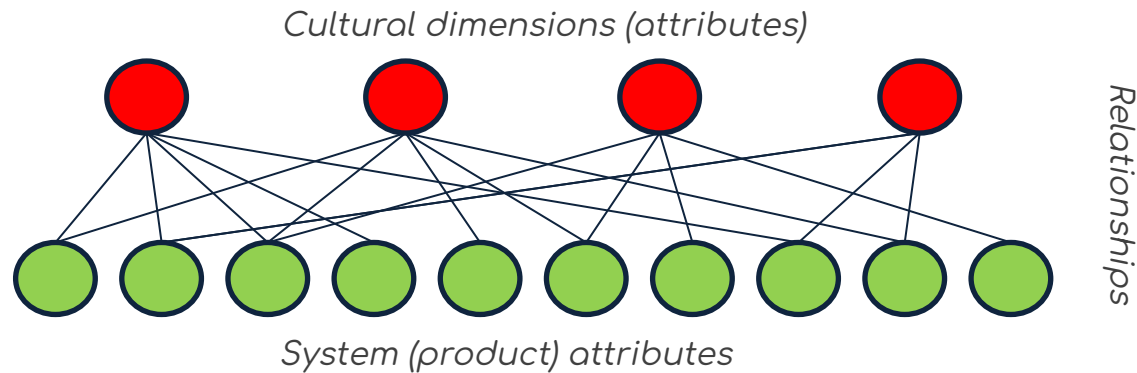 Cultural dimensions (attributes)
Relationships
System (product) attributes